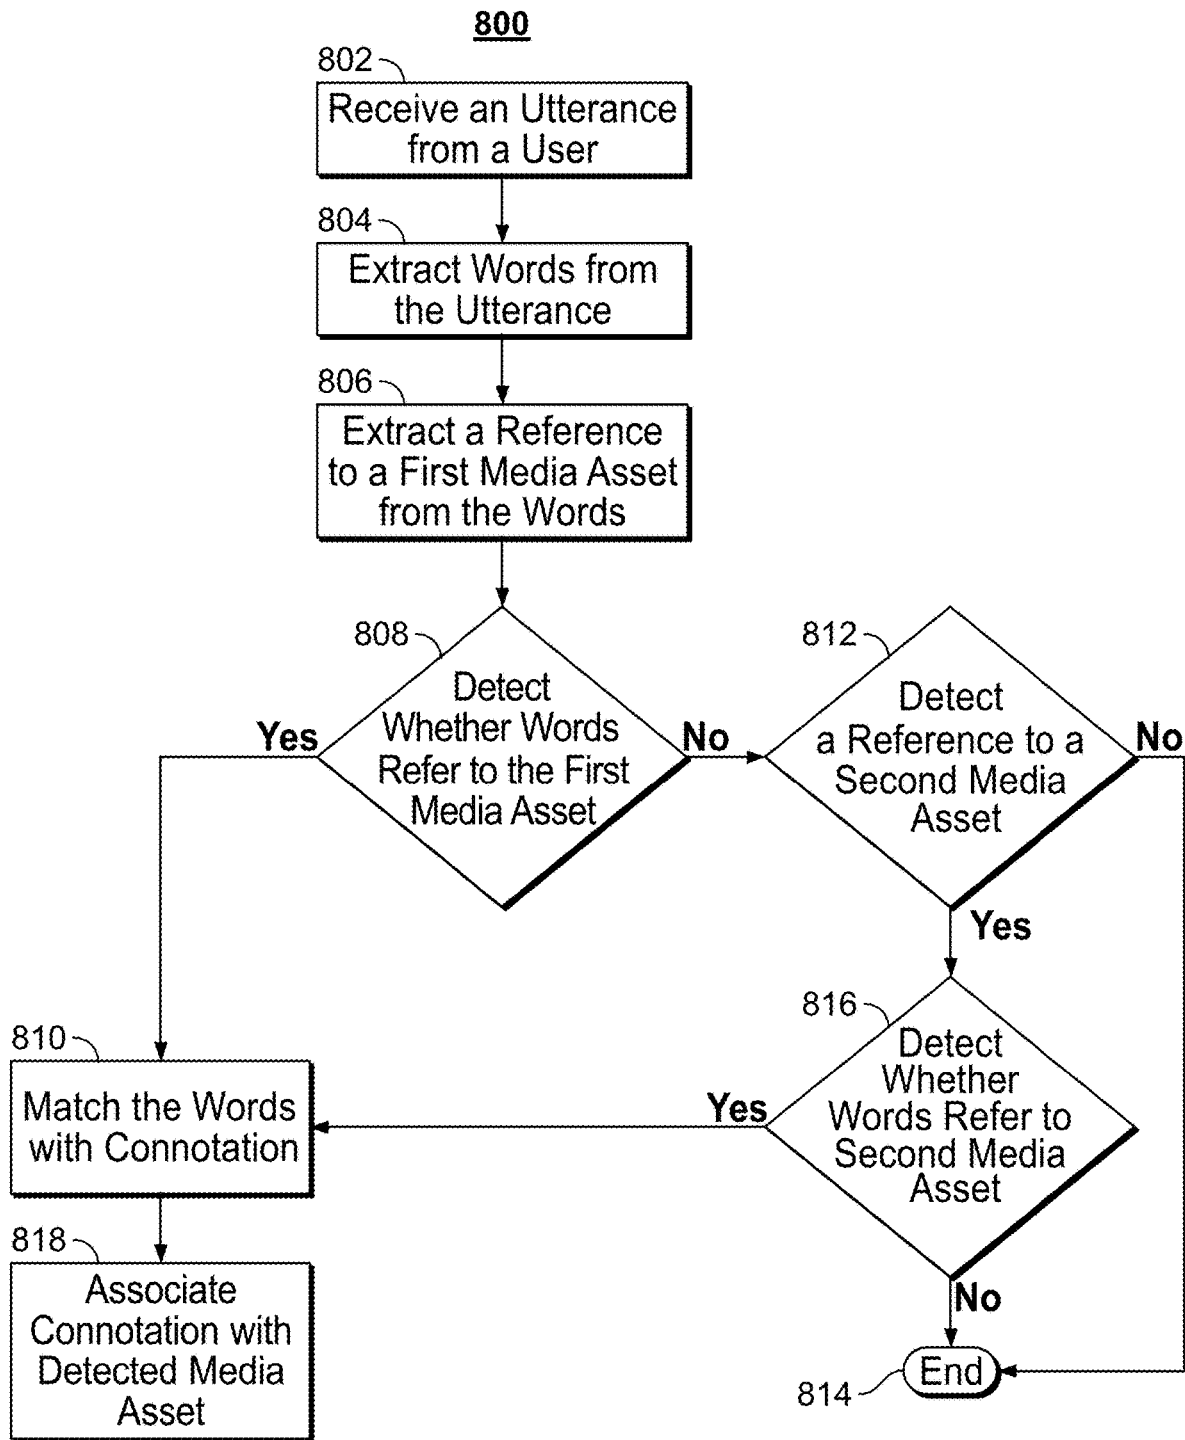 800
802
Receive an Utterance
from a User
804
Extract Words from
the Utterance
806
Extract a Reference
to a First Media Asset
from the Words
808
Detect
Whether Words
Refer to the First
Media Asset
Yes
No
812
Detect
a Reference to a
Second Media
Asset
No
Yes
816
Detect
Whether
Words Refer to
Second Media
Asset
Yes
No
810
Match the Words
with Connotation
818
Associate
Connotation with
Detected Media
Asset
End
814